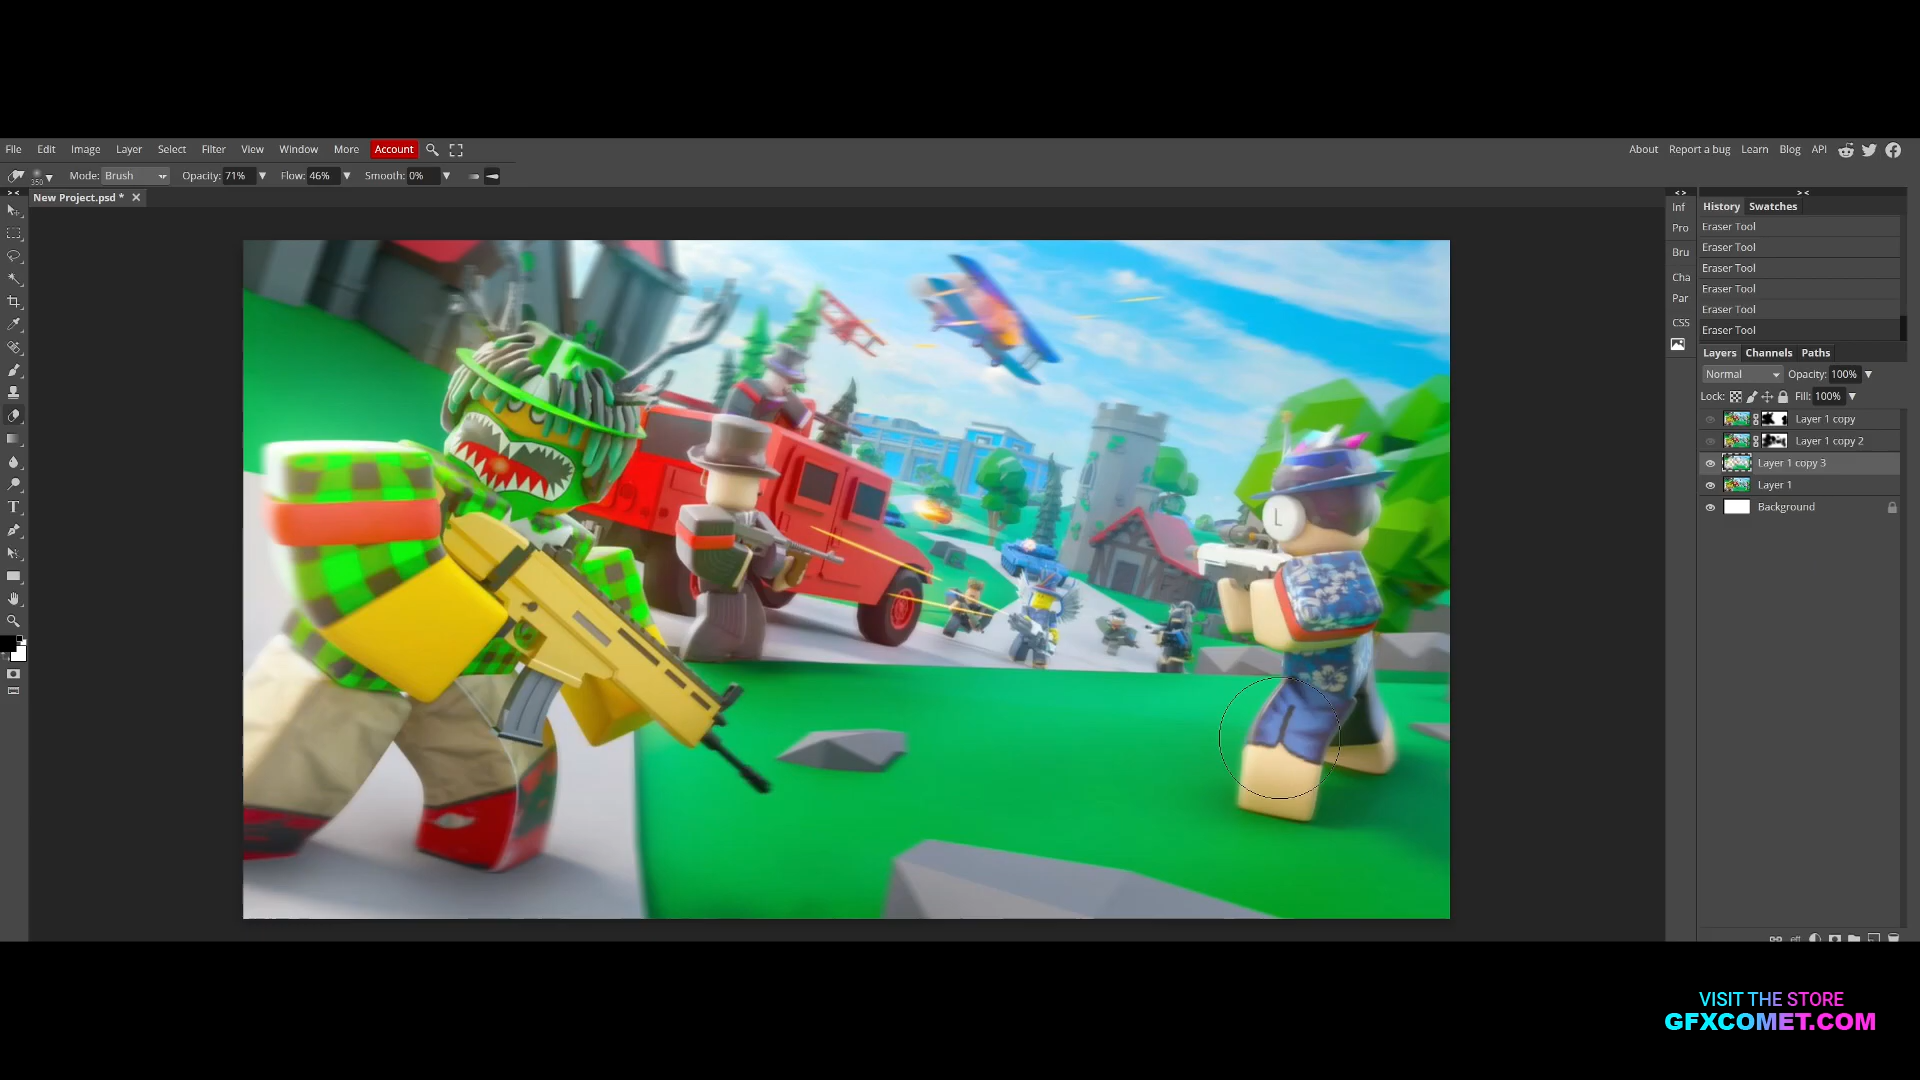 File Edit Image Layer Select Filter View Window More Account About Report a bug Learn Blog API
350 Mode: Brush Opacity: 71% Flow: 46% Smooth: 0%
New Project.psd *
Inf
Pro
Bru
Cha
Par
CSS
History Swatches
Eraser Tool
Eraser Tool
Eraser Tool
Eraser Tool
Eraser Tool
Eraser Tool
Layers Channels Paths
Normal Opacity: 100%
Lock: Fill: 100%
Layer 1 copy
Layer 1 copy 2
Layer 1 copy 3
Layer 1
Background
L
VISIT THE STORE
GFXCOMET.COM